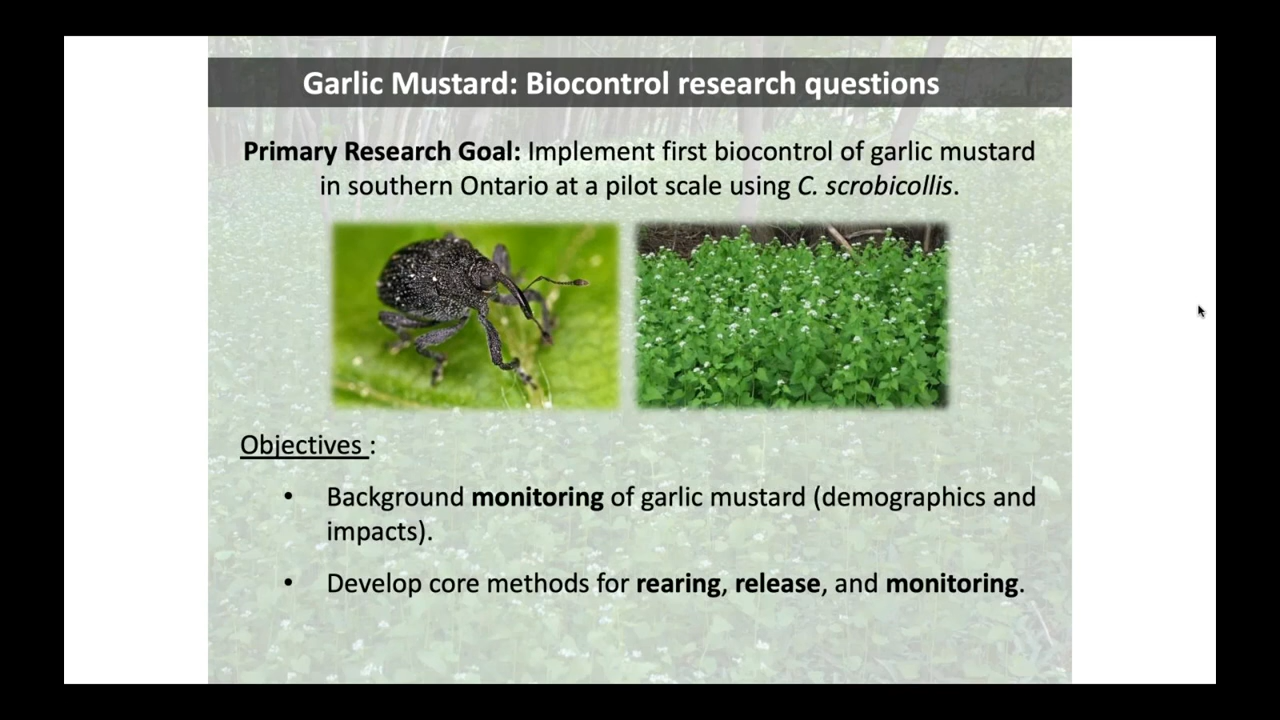 Garlic Mustard: Biocontrol research questions
Primary Research Goal: Implement first biocontrol of garlic mustard
in southern Ontario at a pilot scale using C. scrobicollis.
Objectives :
• Background monitoring of garlic mustard (demographics and
impacts).
• Develop core methods for rearing, release, and monitoring.